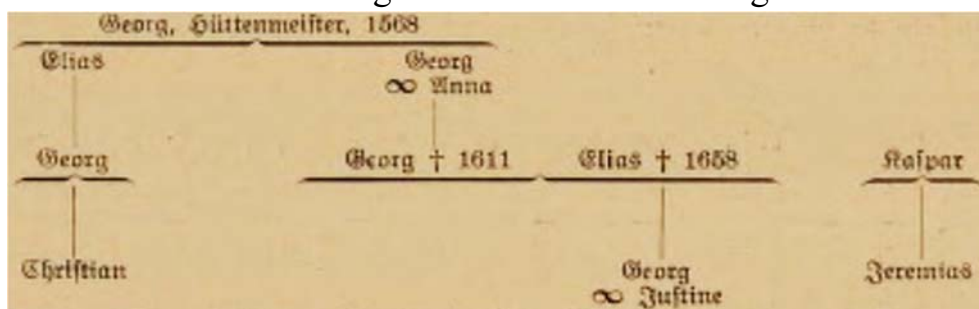 Georg, Hüttenmeister, 1568
Elias Georg
∞ Anna
Georg Georg † 1611 Elias † 1658 Kaspar
Christian Georg Jeremias
∞ Justine